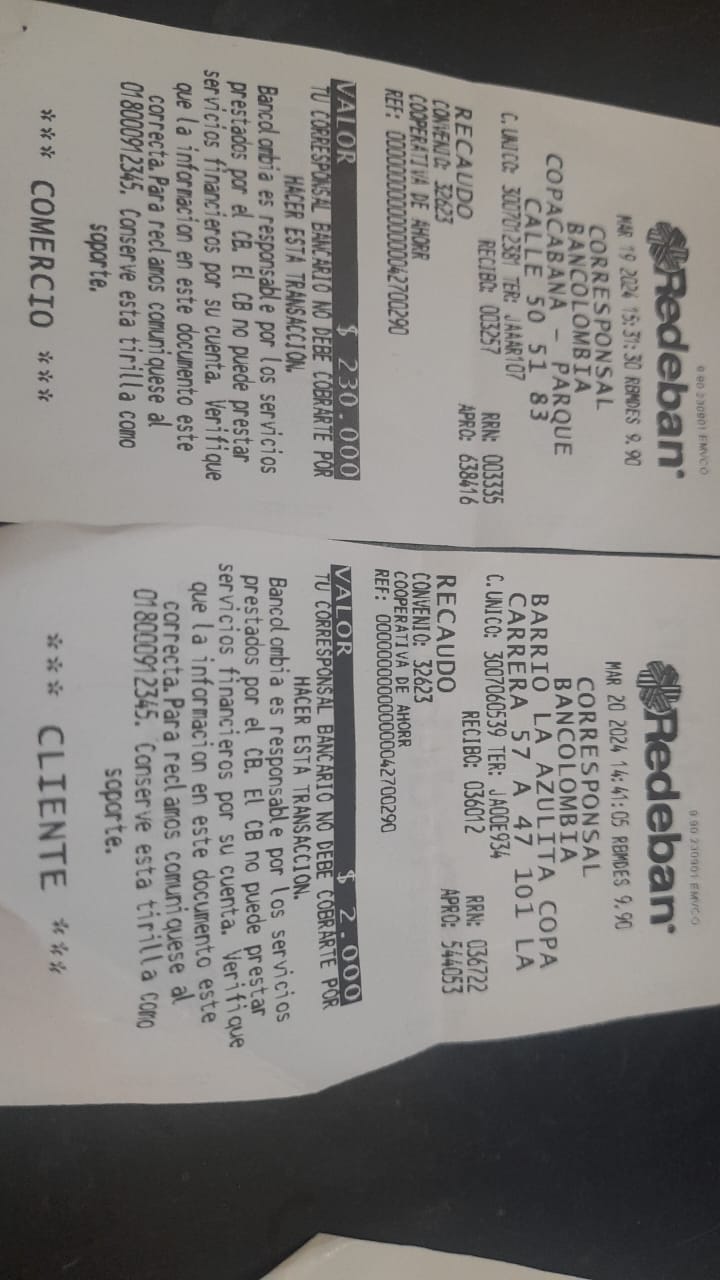 0 90 230901 EMVCO
Redeban
MAR 19 2024 15:31:30 RBMDES 9.90
CORRESPONSAL
BANCOLOMBIA
COPACABANA - PARQUE
CALLE 50 51 83
C.UNICO: 3007012381 TER: JAAAR107
RECIBO: 003257 RRN: 003335
RECAUDO APRO: 638416
CONVENIO: 32623
COOPERATIVA DE AHORR
REF: 0000000000000000042700290
VALOR $ 230.000
TU CORRESPONSAL BANCARIO NO DEBE COBRARTE POR
HACER ESTA TRANSACCION.
Bancolombia es responsable por los servicios
prestados por el CB. El CB no puede prestar
servicios financieros por su cuenta. Verifique
que la informacion en este documento este
correcta.Para reclamos comuniquese al
018000912345. Conserve esta tirilla como
soporte.
*** COMERCIO ***
0 90 230901 EMVCO
Redeban
MAR 20 2024 14:41:05 RBMDES 9.90
CORRESPONSAL
BANCOLOMBIA
BARRIO LA AZULITA COPA
CARRERA 57 A 47 101 LA
C.UNICO: 3007060539 TER: JA00E934
RECIBO: 036012 RRN: 036722
RECAUDO APRO: 544053
CONVENIO: 32623
COOPERATIVA DE AHORR
REF: 0000000000000000042700290
VALOR $ 2.000
TU CORRESPONSAL BANCARIO NO DEBE COBRARTE POR
HACER ESTA TRANSACCION.
Bancolombia es responsable por los servicios
prestados por el CB. El CB no puede prestar
servicios financieros por su cuenta. Verifique
que la informacion en este documento este
correcta.Para reclamos comuniquese al
018000912345. Conserve esta tirilla como
soporte.
*** CLIENTE ***